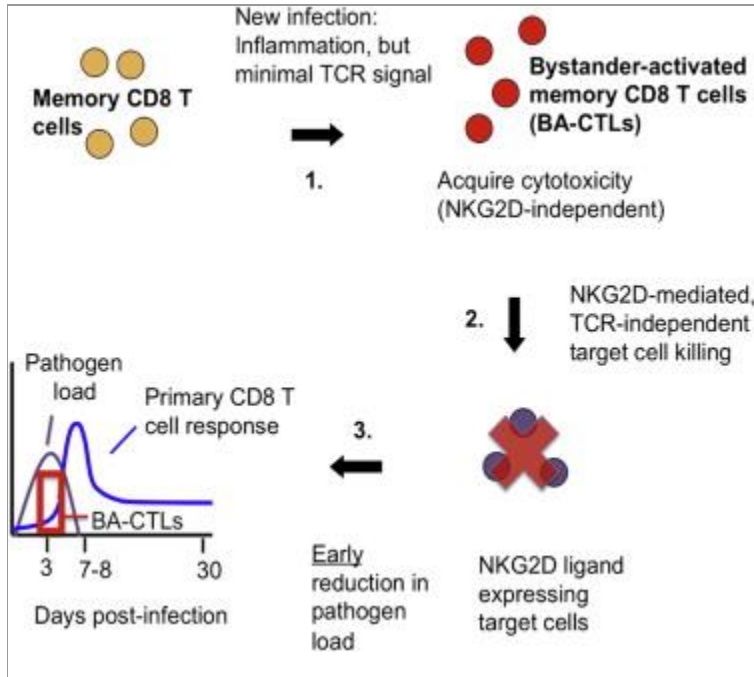 New infection:
Inflammation, but
minimal TCR signal
Memory CD8 T
cells
1.
Bystander-activated
memory CD8 T cells
(BA-CTLs)
Acquire cytotoxicity
(NKG2D-independent)
2.
NKG2D-mediated,
TCR-independent
target cell killing
NKG2D ligand
expressing
target cells
3.
Early
reduction in
pathogen
load
Pathogen
load
Primary CD8 T
cell response
BA-CTLs
3 7-8 30
Days post-infection